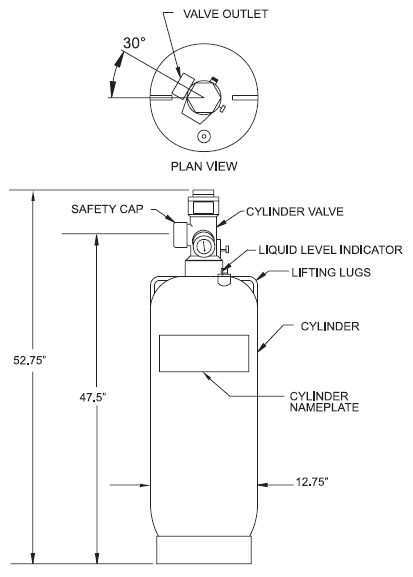 VALVE OUTLET
30°
PLAN VIEW
SAFETY CAP
CYLINDER VALVE
LIQUID LEVEL INDICATOR
LIFTING LUGS
CYLINDER
52.75"
47.5"
CYLINDER
NAMEPLATE
12.75"